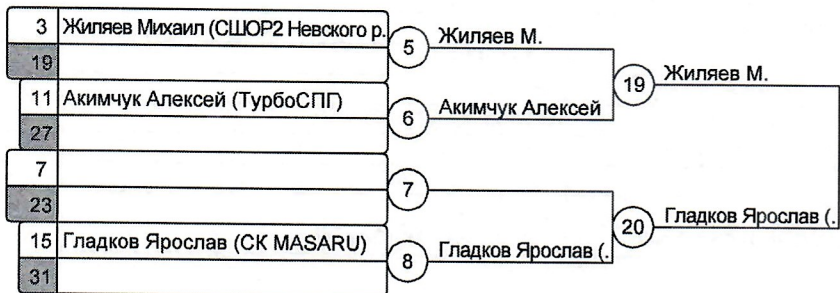 3 Жиляев Михаил (СШОР2 Невского р.
19
5 Жиляев М.
11 Акимчук Алексей (ТурбоСПГ)
27
6 Акимчук Алексей
19 Жиляев М.
7
23
7
15 Гладков Ярослав (СК MASARU)
31
8 Гладков Ярослав (.
20 Гладков Ярослав (.